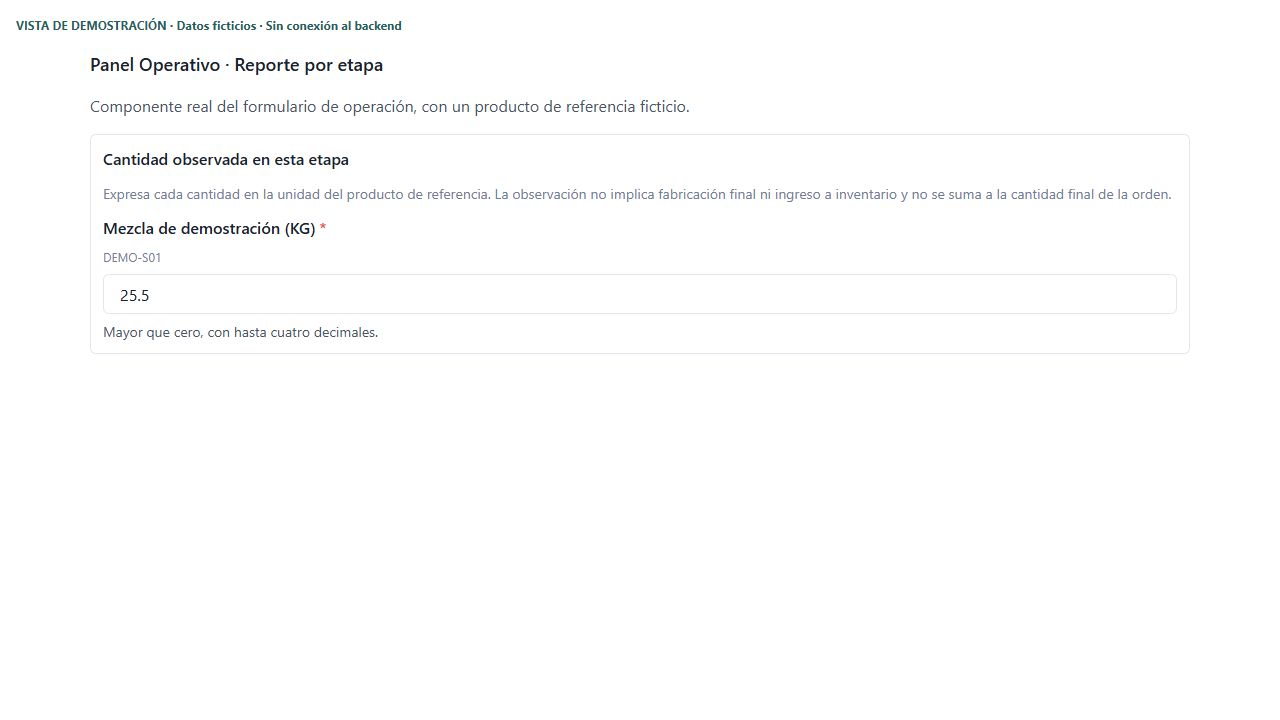 VISTA DE DEMOSTRACIÓN · Datos ficticios · Sin conexión al backend
Panel Operativo · Reporte por etapa
Componente real del formulario de operación, con un producto de referencia ficticio.
Cantidad observada en esta etapa
Expresa cada cantidad en la unidad del producto de referencia. La observación no implica fabricación final ni ingreso a inventario y no se suma a la cantidad final de la orden.
Mezcla de demostración (KG) *
DEMO-S01
25.5
Mayor que cero, con hasta cuatro decimales.